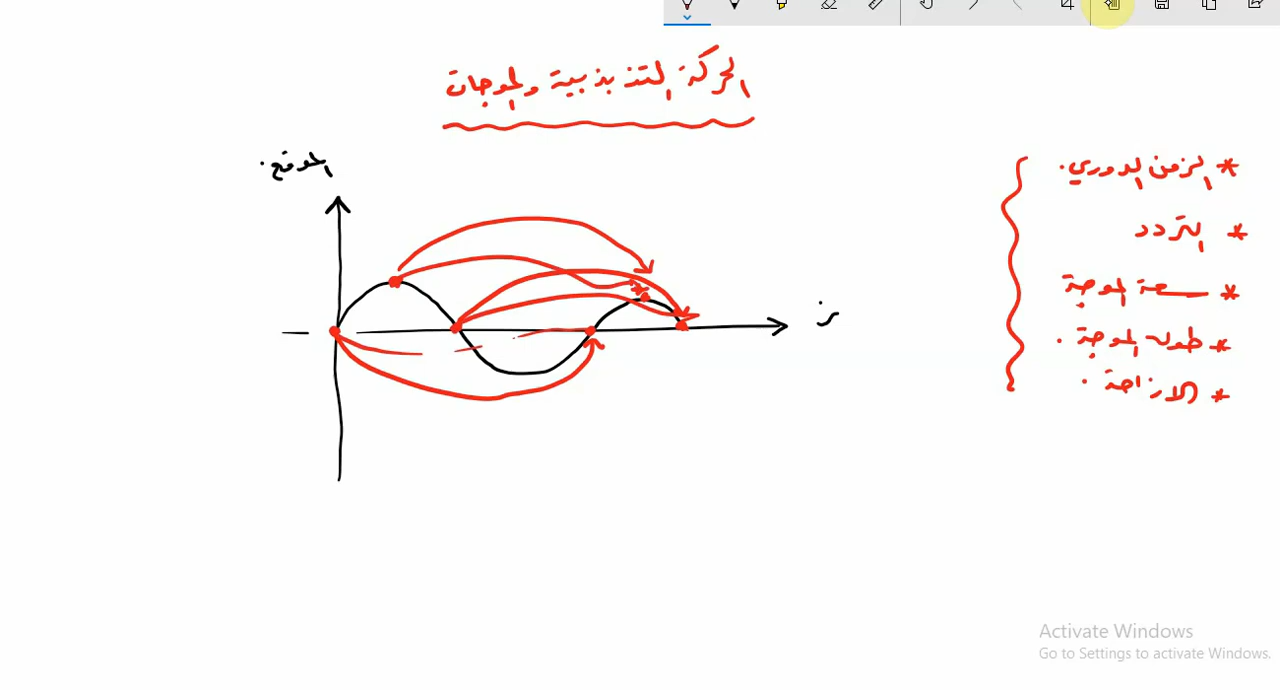 الحركة التذبذبية والموجات
الموقع.
ز
* الزمن الدوري.
* التردد
* سعة الموجة
* طول الموجة.
* الازاحة.
Activate Windows
Go to Settings to activate Windows.